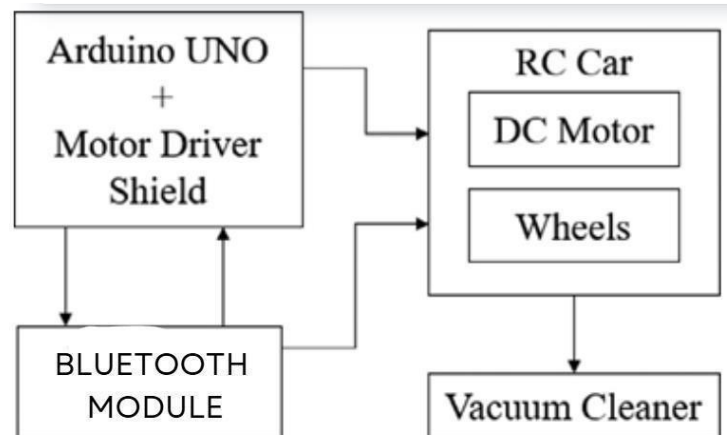 Arduino UNO
+
Motor Driver
Shield
RC Car
DC Motor
Wheels
BLUETOOTH
MODULE
Vacuum Cleaner